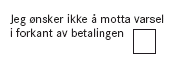 Jeg ønsker ikke å motta varsel
i forkant av betalingen